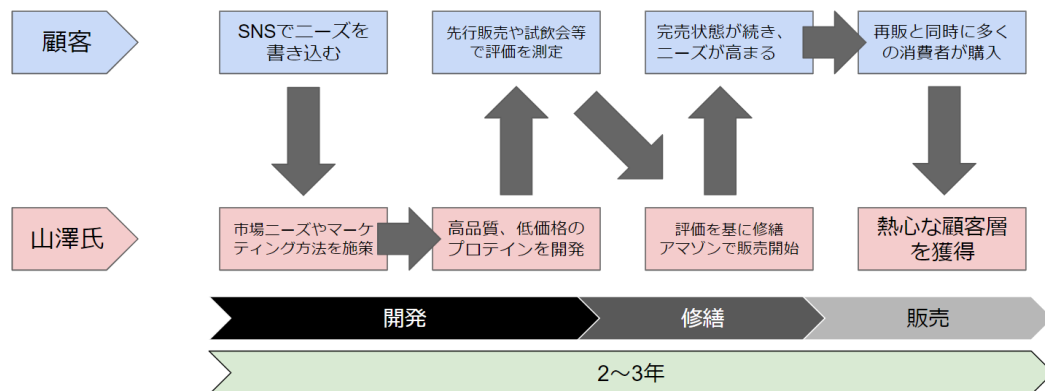 顧客
SNSでニーズを
書き込む
先行販売や試飲会等
で評価を測定
完売状態が続き、
ニーズが高まる
再販と同時に多く
の消費者が購入
山澤氏
市場ニーズやマーケ
ティング方法を施策
高品質、低価格の
プロテインを開発
評価を基に修繕
アマゾンで販売開始
熱心な顧客層
を獲得
開発
修繕
販売
2〜3年